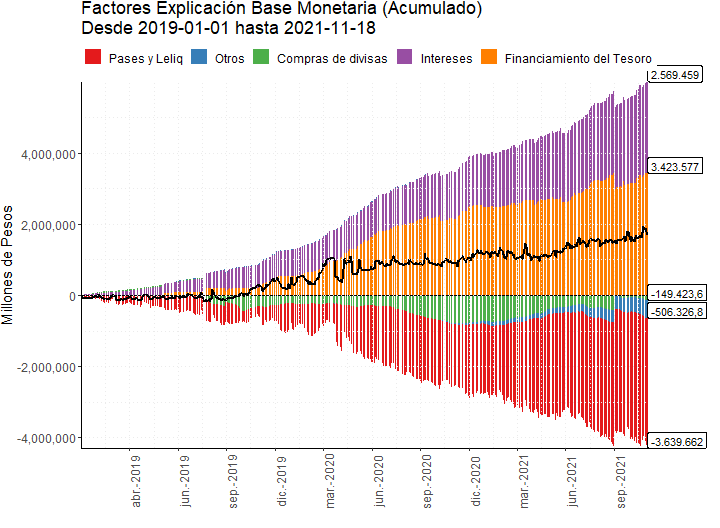 Factores Explicación Base Monetaria (Acumulado)
Desde 2019-01-01 hasta 2021-11-18
Pases y Leliq Otros Compras de divisas Intereses Financiamiento del Tesoro
2.569.459
4,000,000
3.423.577
2,000,000
Millones de Pesos
0
-149.423,6
-506.326,8
-2,000,000
-4,000,000
-3.639.662
abr.-2019 jun.-2019 sep.-2019 dic.-2019 mar.-2020 jun.-2020 sep.-2020 dic.-2020 mar.-2021 jun.-2021 sep.-2021